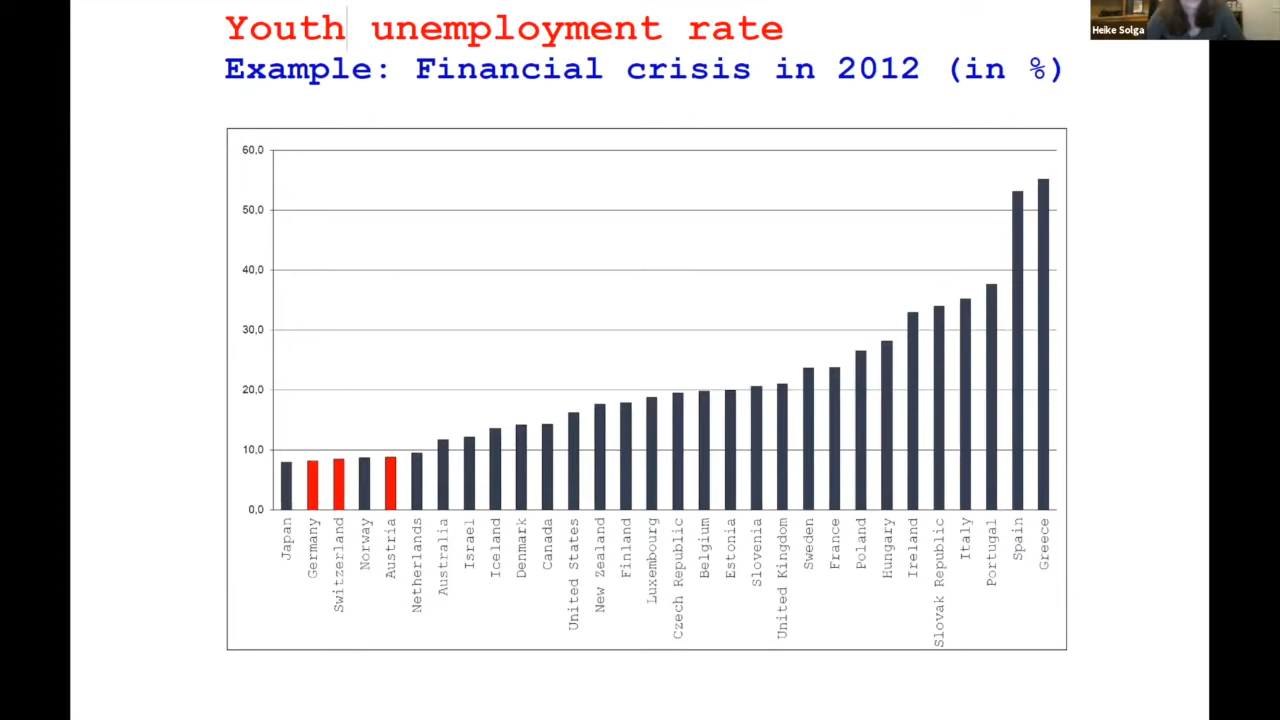 Youth unemployment rate
Example: Financial crisis in 2012 (in %)
Heike Solga
60,0
50,0
40,0
30,0
20,0
10,0
0,0
Japan
Germany
Switzerland
Norway
Austria
Netherlands
Australia
Israel
Iceland
Denmark
Canada
United States
New Zealand
Finland
Luxembourg
Czech Republic
Belgium
Estonia
Slovenia
United Kingdom
Sweden
France
Poland
Hungary
Ireland
Slovak Republic
Italy
Portugal
Spain
Greece